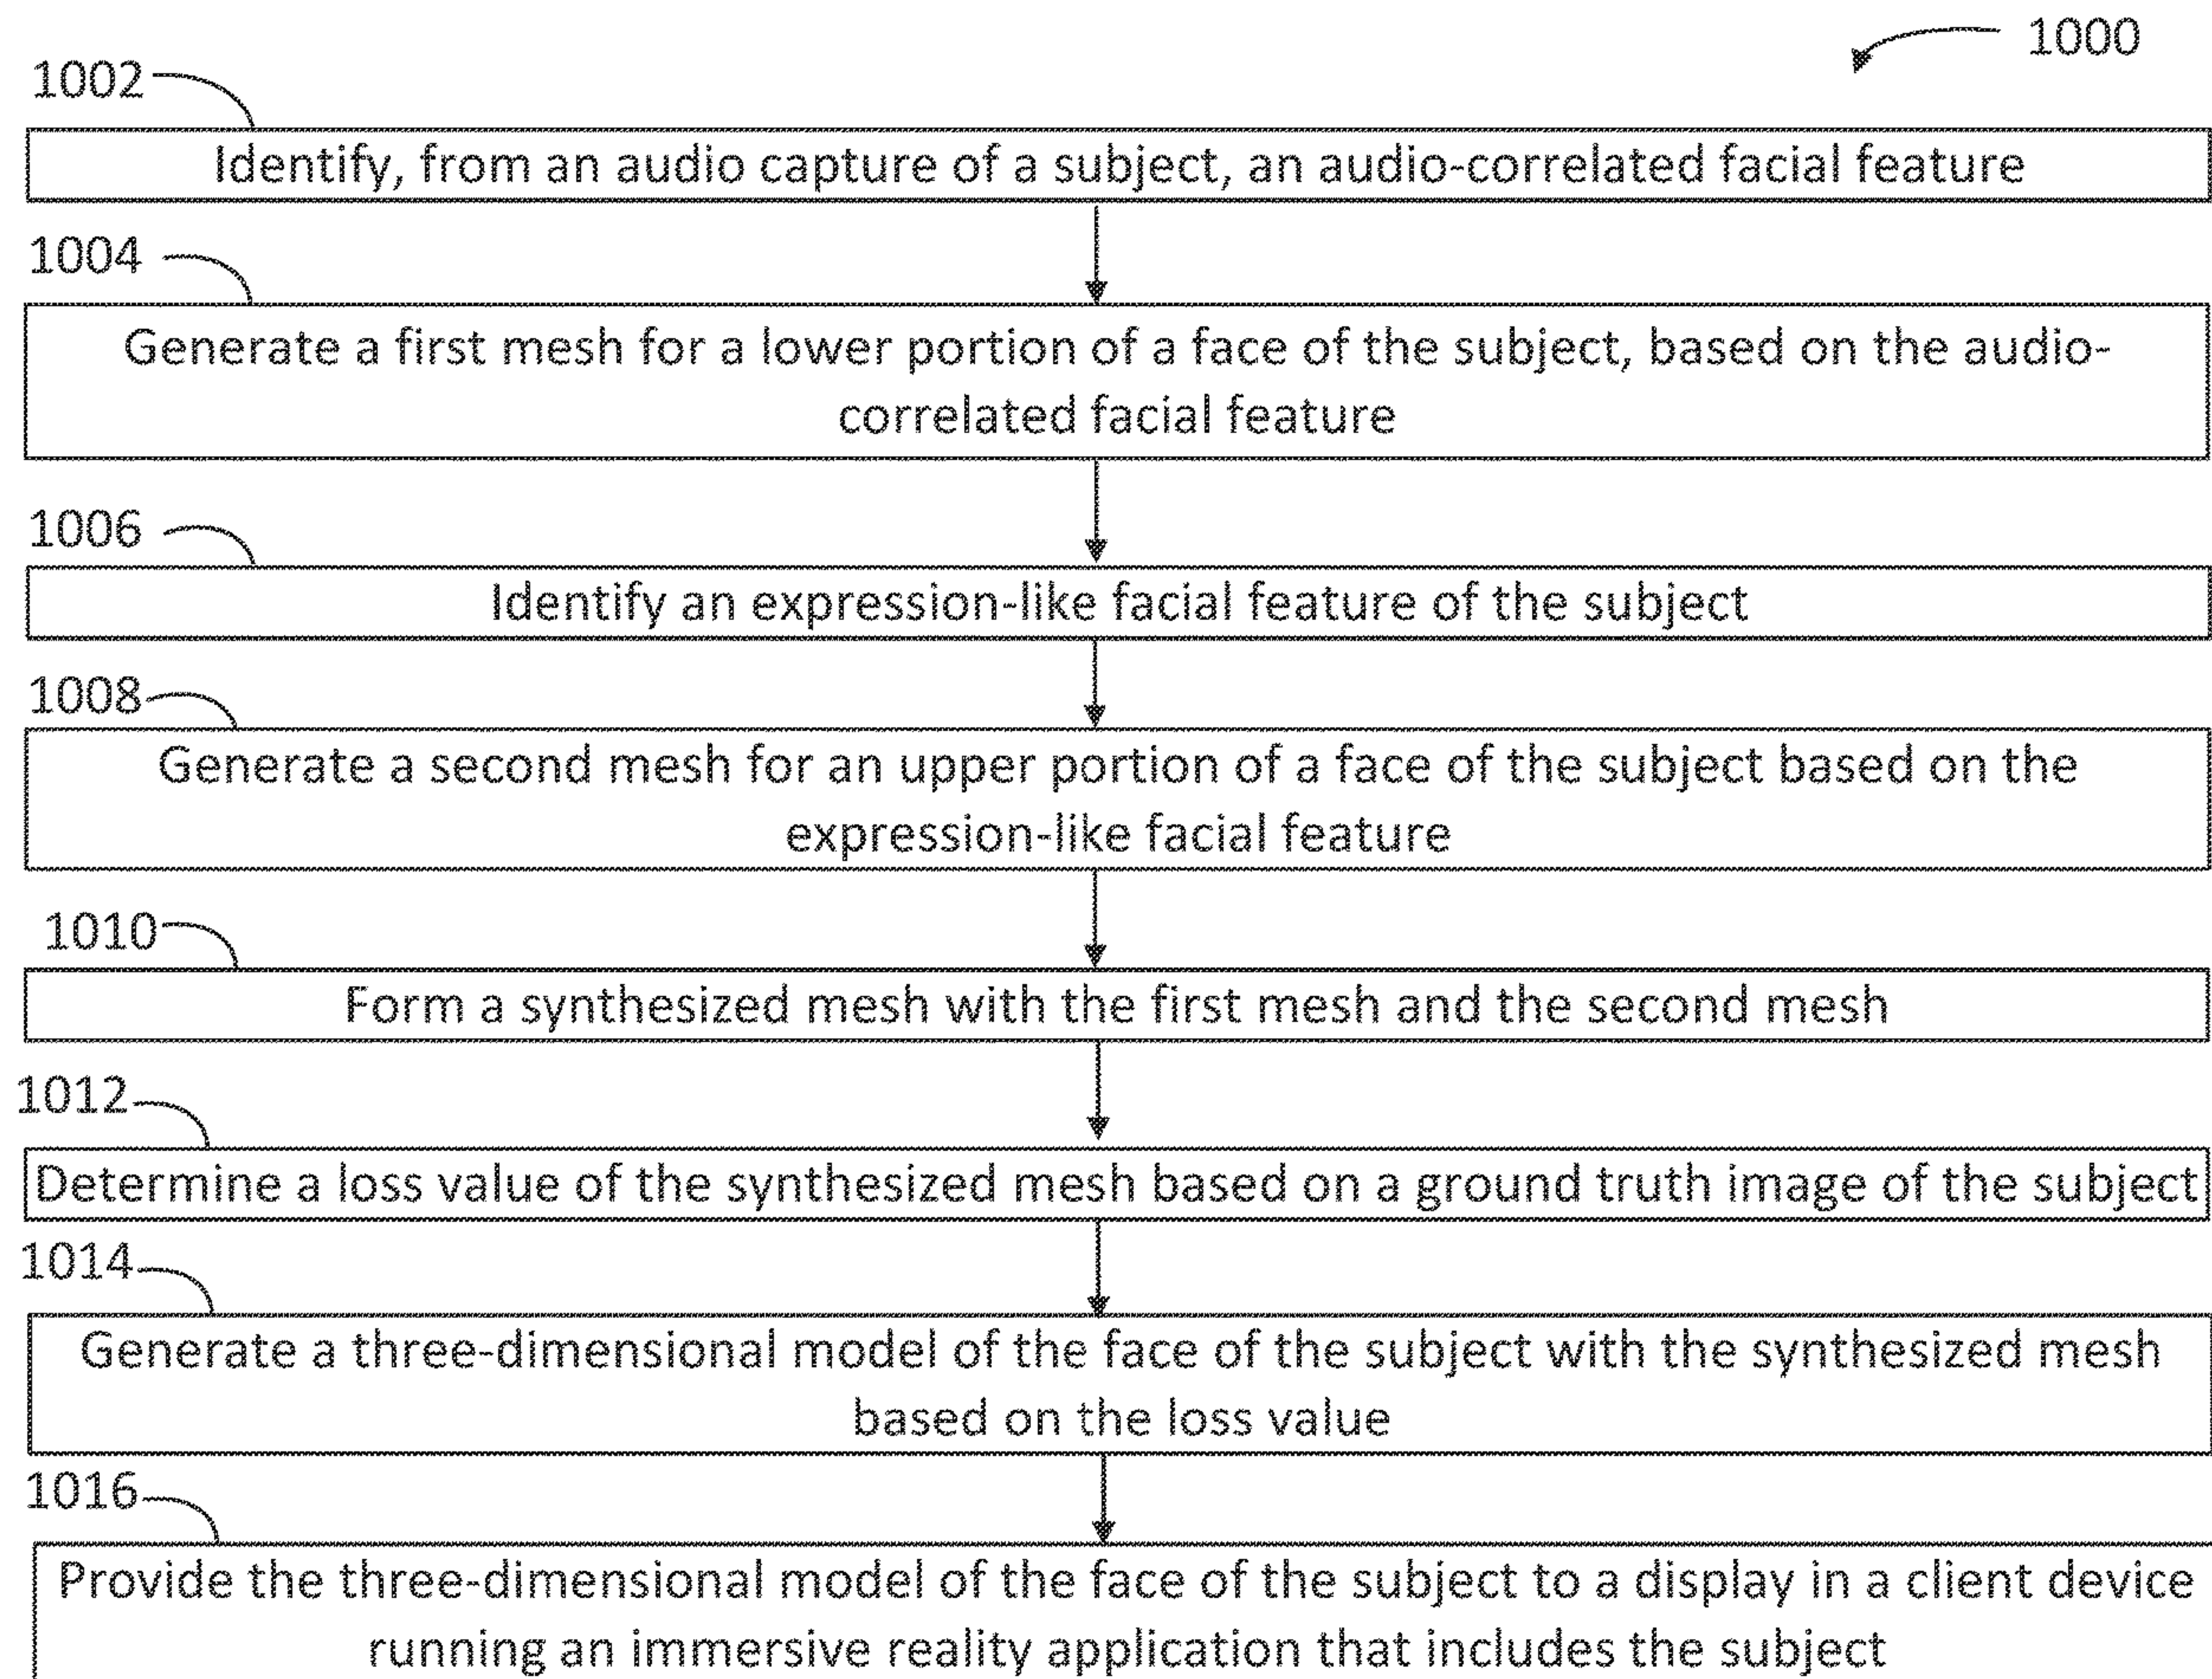 1000
1002
Identify, from an audio capture of a subject, an audio-correlated facial feature
1004
Generate a first mesh for a lower portion of a face of the subject, based on the audio-
correlated facial feature
1006
Identify an expression-like facial feature of the subject
1008
Generate a second mesh for an upper portion of a face of the subject based on the
expression-like facial feature
1010
Form a synthesized mesh with the first mesh and the second mesh
1012
Determine a loss value of the synthesized mesh based on a ground truth image of the subject
1014
Generate a three-dimensional model of the face of the subject with the synthesized mesh
based on the loss value
1016
Provide the three-dimensional model of the face of the subject to a display in a client device
running an immersive reality application that includes the subject